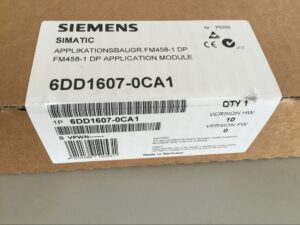 SIEMENS
SIMATIC
APPLIKATIONSBAUGR.FM458-1 DP
FM458-1 DP APPLICATION MODULE
6DD1607-0CA1
QTY 1
VERSION HW
10
VERSION FW
0
1P 6DD1607-0CA1
S VPWN
Made in Germany